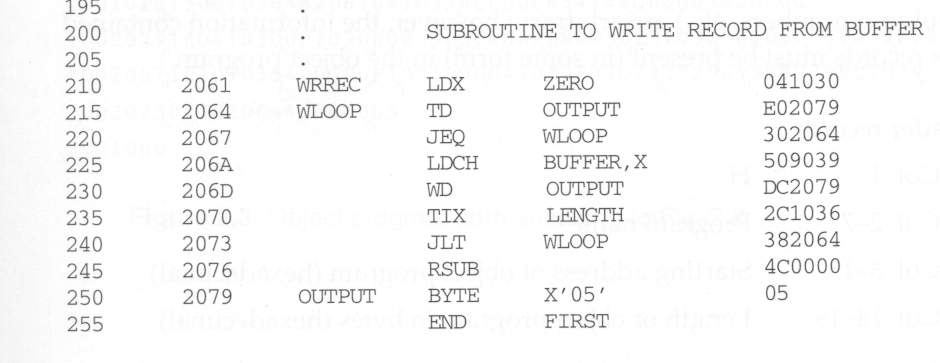 195
200 . SUBROUTINE TO WRITE RECORD FROM BUFFER
205 .
210 2061 WRREC LDX ZERO 041030
215 2064 WLOOP TD OUTPUT E02079
220 2067 JEQ WLOOP 302064
225 206A LDCH BUFFER,X 509039
230 206D WD OUTPUT DC2079
235 2070 TIX LENGTH 2C1036
240 2073 JLT WLOOP 382064
245 2076 RSUB 4C0000
250 2079 OUTPUT BYTE X'05' 05
255 END FIRST